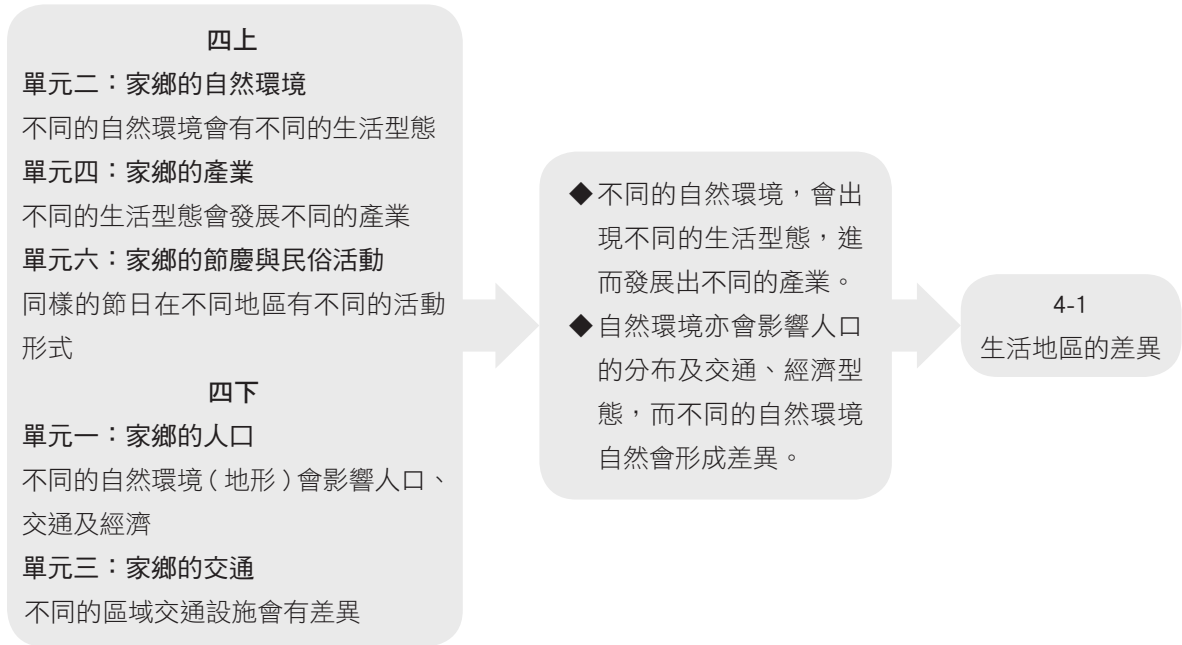 四上
單元二：家鄉的自然環境
不同的自然環境會有不同的生活型態
單元四：家鄉的產業
不同的生活型態會發展不同的產業
單元六：家鄉的節慶與民俗活動
同樣的節日在不同地區有不同的活動
形式
四下
單元一：家鄉的人口
不同的自然環境(地形)會影響人口、
交通及經濟
單元三：家鄉的交通
不同的區域交通設施會有差異
◆不同的自然環境，會出
現不同的生活型態，進
而發展出不同的產業。
◆自然環境亦會影響人口
的分布及交通、經濟型
態，而不同的自然環境
自然會形成差異。
4-1
生活地區的差異